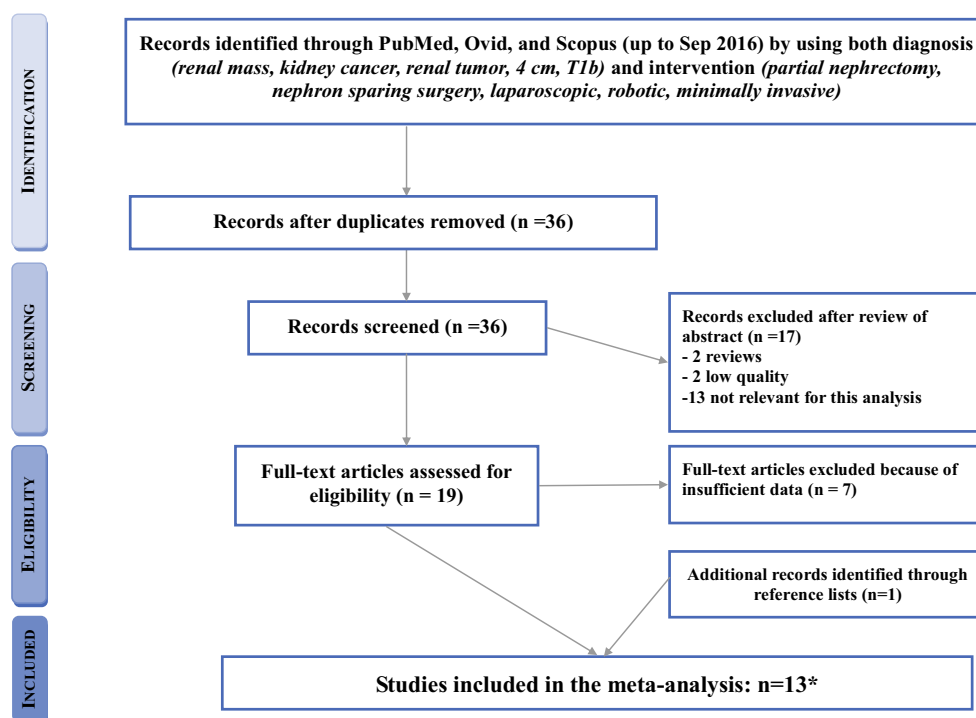 IDENTIFICATION
Records identified through PubMed, Ovid, and Scopus (up to Sep 2016) by using both diagnosis
(renal mass, kidney cancer, renal tumor, 4 cm, T1b) and intervention (partial nephrectomy,
nephron sparing surgery, laparoscopic, robotic, minimally invasive)
Records after duplicates removed (n =36)
SCREENING
Records screened (n =36)
Records excluded after review of
abstract (n =17)
- 2 reviews
- 2 low quality
-13 not relevant for this analysis
ELIGIBILITY
Full-text articles assessed for
eligibility (n = 19)
Full-text articles excluded because of
insufficient data (n = 7)
Additional records identified through
reference lists (n=1)
INCLUDED
Studies included in the meta-analysis: n=13*